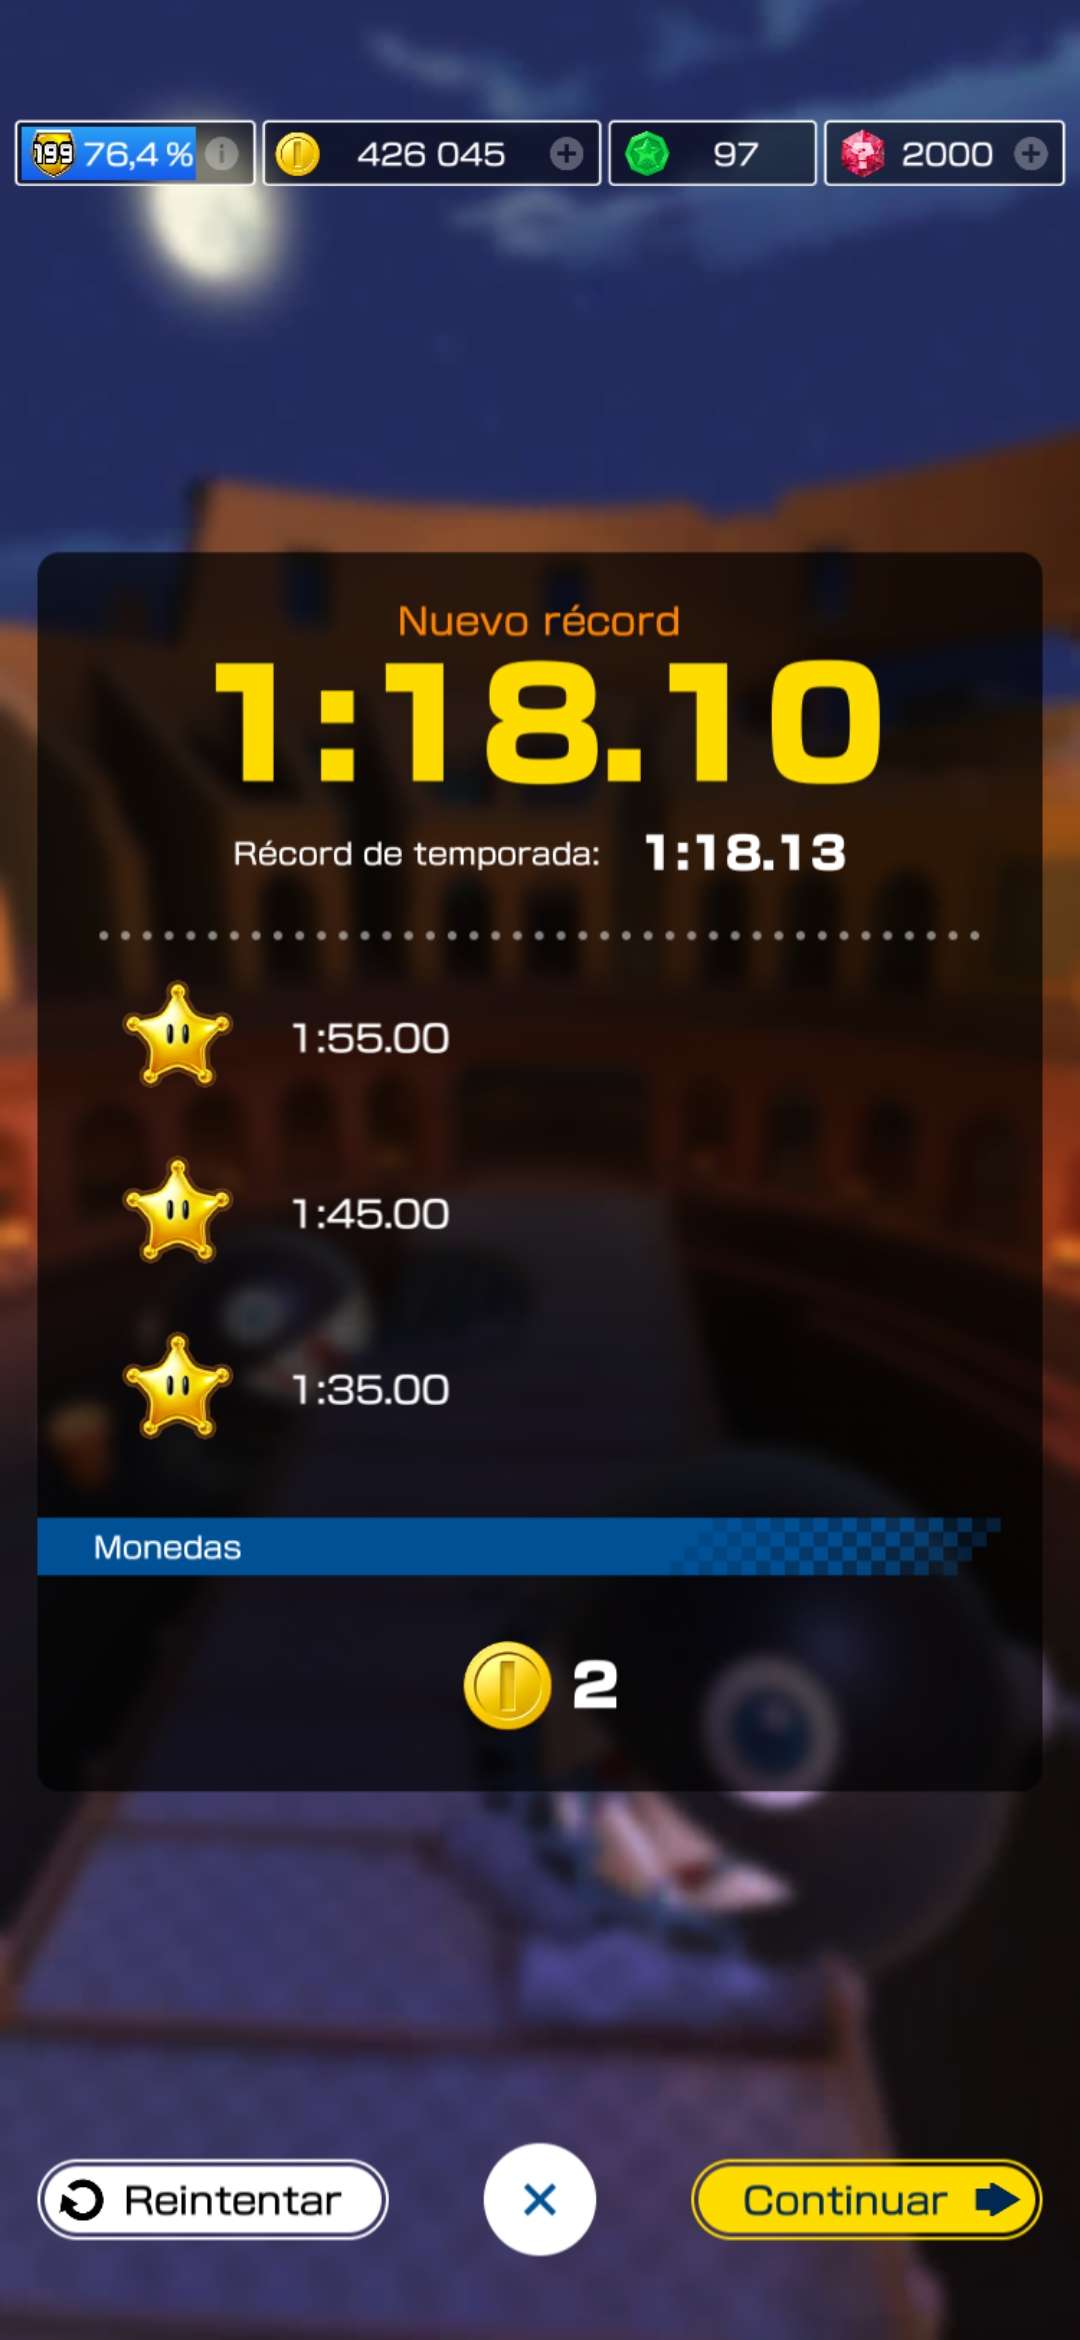 199 76,4 % 426 045 97 2000
Nuevo récord
1:18.10
Récord de temporada: 1:18.13
1:55.00
1:45.00
1:35.00
Monedas
2
Reintentar Continuar